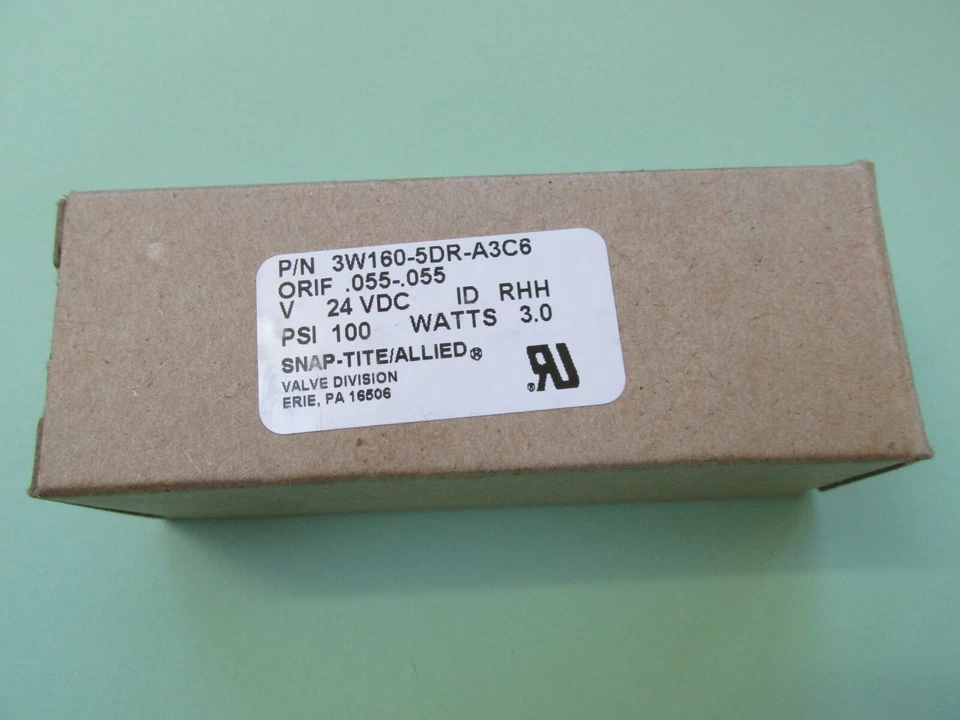 P/N 3W160-5DR-A3C6
ORIF .055-.055
V 24 VDC ID RHH
PSI 100 WATTS 3.0
SNAP-TITE/ALLIED®
VALVE DIVISION
ERIE, PA 16506
RU®